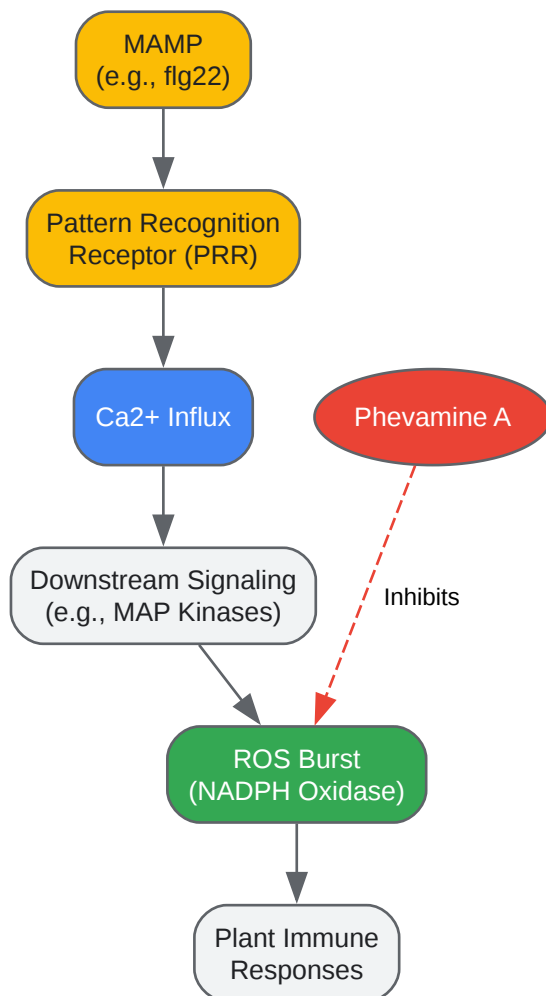 MAMP
(e.g., flg22)
Pattern Recognition
Receptor (PRR)
Ca2+ Influx
Phevamine A
Downstream Signaling
(e.g., MAP Kinases)
Inhibits
ROS Burst
(NADPH Oxidase)
Plant Immune
Responses